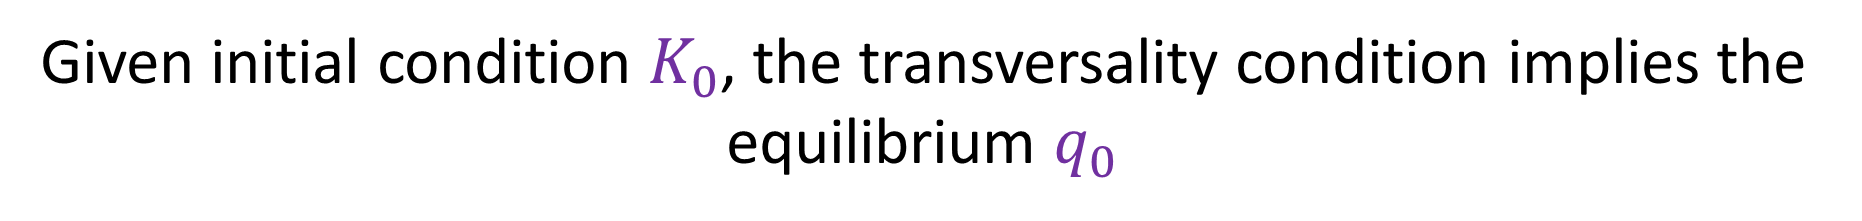 Given initial condition K₀, the transversality condition implies the
equilibrium q₀